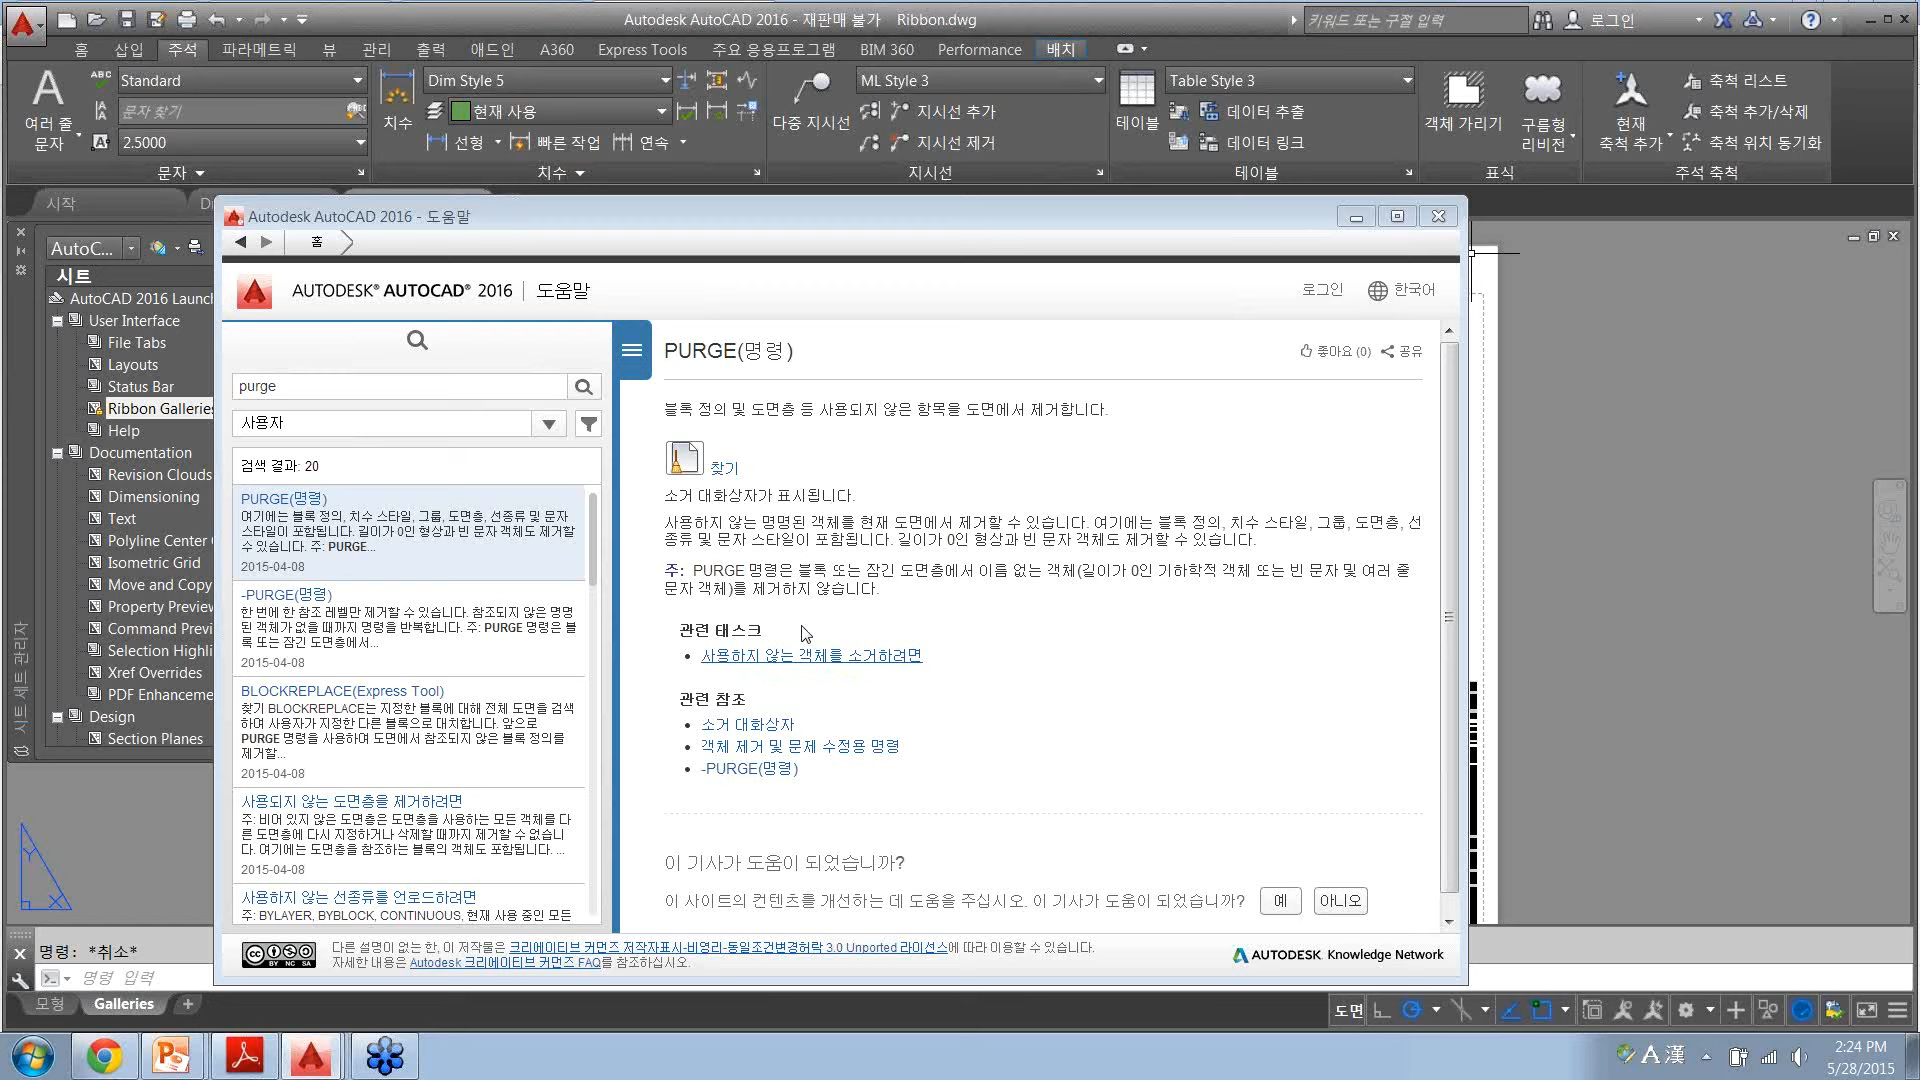 Autodesk AutoCAD 2016 - 재판매 불가 Ribbon.dwg
키워드 또는 구절 입력
로그인
홈 삽입 주석 파라메트릭 뷰 관리 출력 애드인 A360 Express Tools 주요 응용프로그램 BIM 360 Performance 배치
여러 줄
문자
ABC
Standard
문자 찾기
2.5000
문자
치수
Dim Style 5
현재 사용
선형 빠른 작업 연속
치수
다중 지시선
ML Style 3
지시선 추가
지시선 제거
지시선
테이블
Table Style 3
데이터 추출
데이터 링크
테이블
객체 가리기
구름형
리비전
표식
현재
축척 추가
축척 리스트
축척 추가/삭제
축척 위치 동기화
주석 축척
시작
AutoC...
시트
AutoCAD 2016 Launch
User Interface
File Tabs
Layouts
Status Bar
Ribbon Galleries
Help
Documentation
Revision Clouds
Dimensioning
Text
Polyline Center
Isometric Grid
Move and Copy
Property Preview
Command Previ
Selection Highli
Xref Overrides
PDF Enhanceme
Design
Section Planes
시트 세트 관리자
Autodesk AutoCAD 2016 - 도움말
홈
AUTODESK® AUTOCAD® 2016 도움말
로그인 한국어
purge
사용자
검색 결과: 20
PURGE(명령)
여기에는 블록 정의, 치수 스타일, 그룹, 도면층, 선종류 및 문자
스타일이 포함됩니다. 길이가 0인 형상과 빈 문자 객체도 제거할
수 있습니다. 주: PURGE...
2015-04-08
-PURGE(명령)
한 번에 한 참조 레벨만 제거할 수 있습니다. 참조되지 않은 명명
된 객체가 없을 때까지 명령을 반복합니다. 주: PURGE 명령은 블
록 또는 잠긴 도면층에서...
2015-04-08
BLOCKREPLACE(Express Tool)
찾기 BLOCKREPLACE는 지정한 블록에 대해 전체 도면을 검색
하며 사용자가 지정한 다른 블록으로 대치합니다. 앞으로
PURGE 명령을 사용하며 도면에서 참조되지 않은 블록 정의를
제거할...
2015-04-08
사용되지 않는 도면층을 제거하려면
주: 비어 있지 않은 도면층은 도면층을 사용하는 모든 객체를 다
른 도면층에 다시 지정하거나 삭제할 때까지 제거할 수 없습니
다. 여기에는 도면층을 참조하는 블록의 객체도 포함됩니다. ...
2015-04-08
사용하지 않는 선종류를 언로드하려면
주: BYLAYER, BYBLOCK, CONTINUOUS, 현재 사용 중인 모든
PURGE(명령)
좋아요 (0) 공유
블록 정의 및 도면층 등 사용되지 않은 항목을 도면에서 제거합니다.
찾기
소거 대화상자가 표시됩니다.
사용하지 않는 명명된 객체를 현재 도면에서 제거할 수 있습니다. 여기에는 블록 정의, 치수 스타일, 그룹, 도면층, 선
종류 및 문자 스타일이 포함됩니다. 길이가 0인 형상과 빈 문자 객체도 제거할 수 있습니다.
주: PURGE 명령은 블록 또는 잠긴 도면층에서 이름 없는 객체(길이가 0인 기하학적 객체 또는 빈 문자 및 여러 줄
문자 객체)를 제거하지 않습니다.
관련 태스크
사용하지 않는 객체를 소거하려면
관련 참조
소거 대화상자
객체 제거 및 문제 수정용 명령
-PURGE(명령)
이 기사가 도움이 되었습니까?
이 사이트의 컨텐츠를 개선하는 데 도움을 주십시오. 이 기사가 도움이 되었습니까? 예 아니오
다른 설명이 없는 한, 이 저작물은 크리에이티브 커먼즈 저작자표시-비영리-동일조건변경허락 3.0 Unported 라이선스에 따라 이용할 수 있습니다.
자세한 내용은 Autodesk 크리에이티브 커먼즈 FAQ를 참조하십시오.
AUTODESK. Knowledge Network
명령: *취소*
명령 입력
모형 Galleries +
도면
A 漢
2:24 PM
5/28/2015